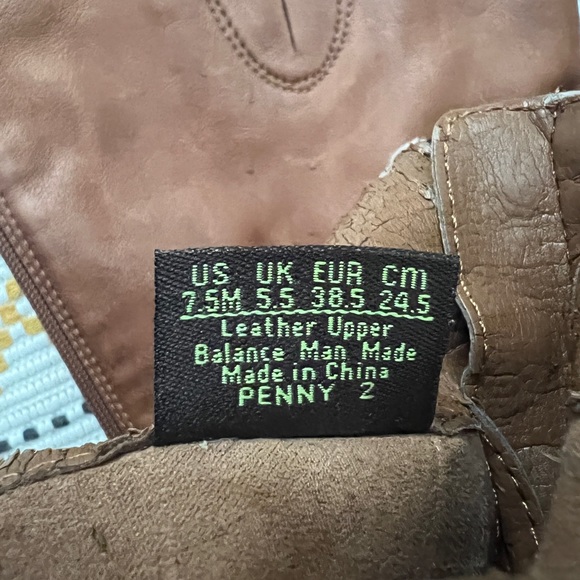 US UK EUR cm
7.5M 5.5 38.5 24.5
Leather Upper
Balance Man Made
Made in China
PENNY 2